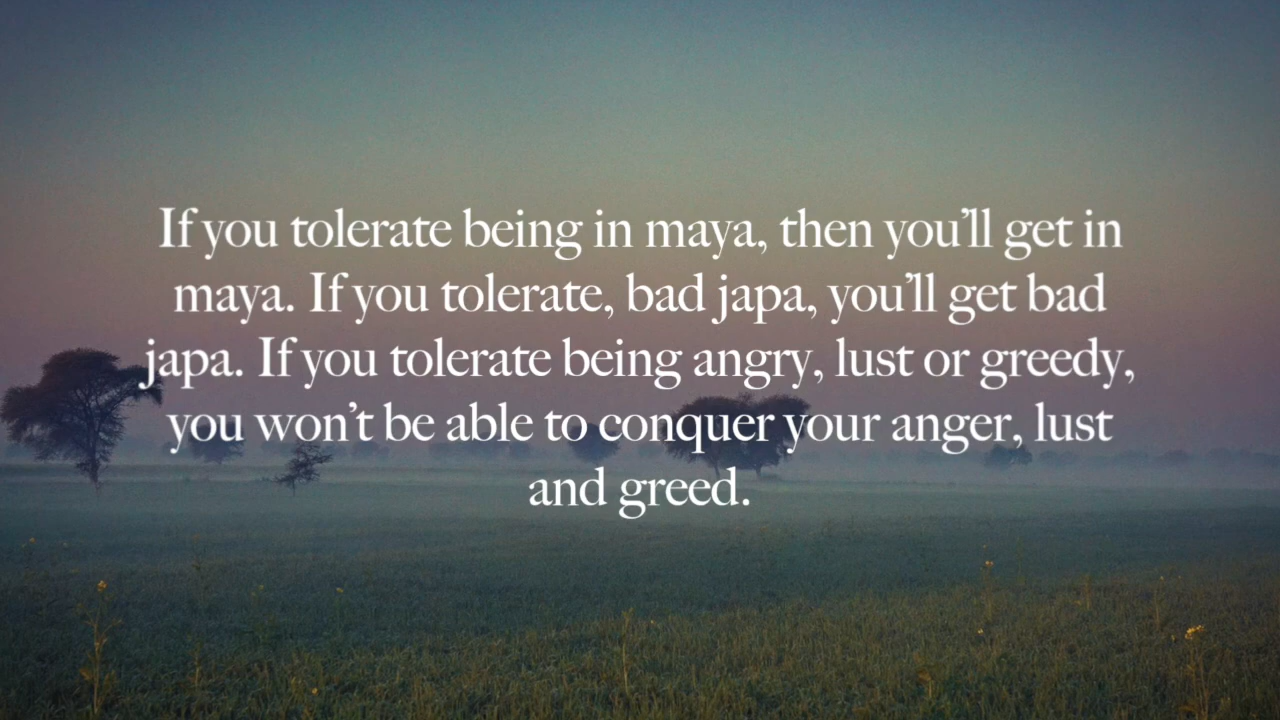 If you tolerate being in maya, then you’ll get in
maya. If you tolerate, bad japa, you’ll get bad
japa. If you tolerate being angry, lust or greedy,
you won’t be able to conquer your anger, lust
and greed.